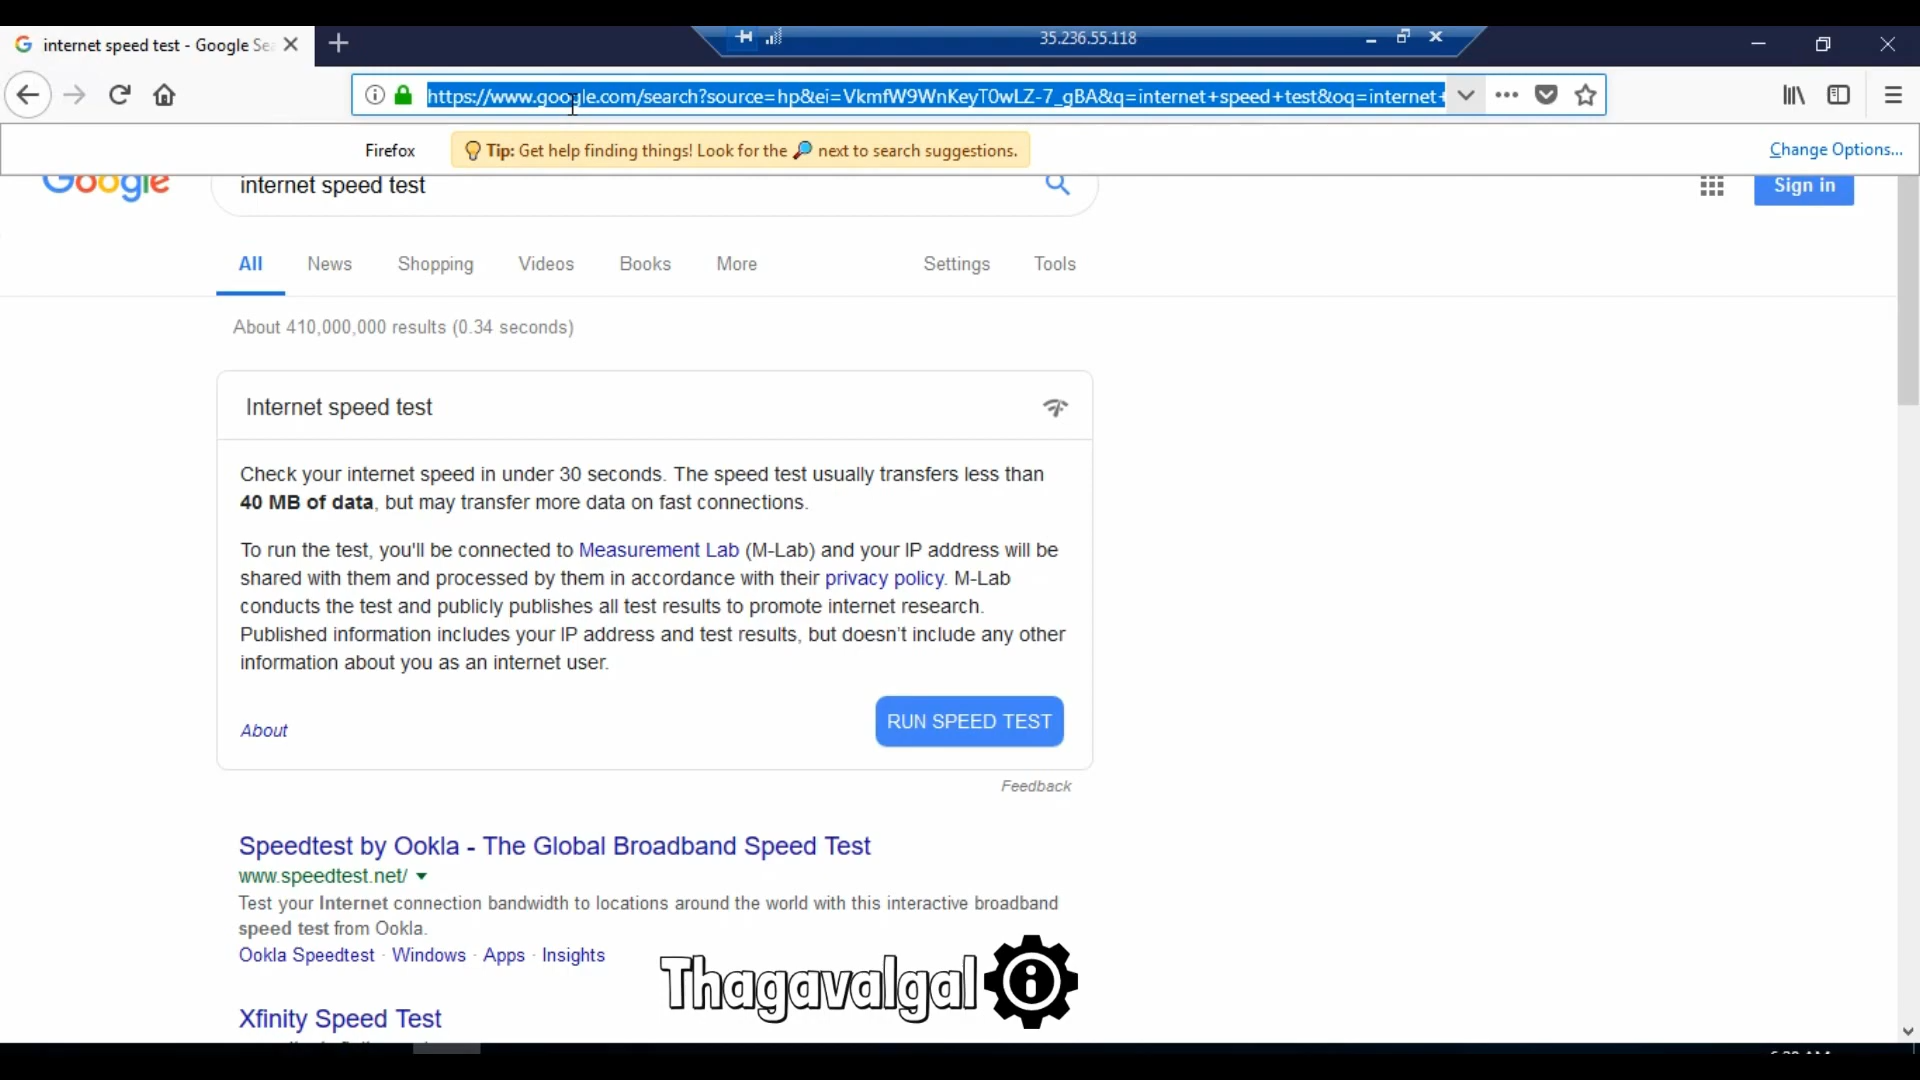 internet speed test - Google Sea
35.236.55.118
https://www.google.com/search?source=hp&ei=VkmfW9WnKeyT0wLZ-7_gBA&q=internet+speed+test&oq=internet+
Firefox
Tip: Get help finding things! Look for the 🔎 next to search suggestions.
Change Options...
Google
internet speed test
Sign in
All News Shopping Videos Books More Settings Tools
About 410,000,000 results (0.34 seconds)
Internet speed test
Check your internet speed in under 30 seconds. The speed test usually transfers less than
40 MB of data, but may transfer more data on fast connections.
To run the test, you'll be connected to Measurement Lab (M-Lab) and your IP address will be
shared with them and processed by them in accordance with their privacy policy. M-Lab
conducts the test and publicly publishes all test results to promote internet research.
Published information includes your IP address and test results, but doesn't include any other
information about you as an internet user.
About
RUN SPEED TEST
Feedback
Speedtest by Ookla - The Global Broadband Speed Test
www.speedtest.net/
Test your Internet connection bandwidth to locations around the world with this interactive broadband
speed test from Ookla.
Ookla Speedtest · Windows · Apps · Insights
Thagavalgal
Xfinity Speed Test